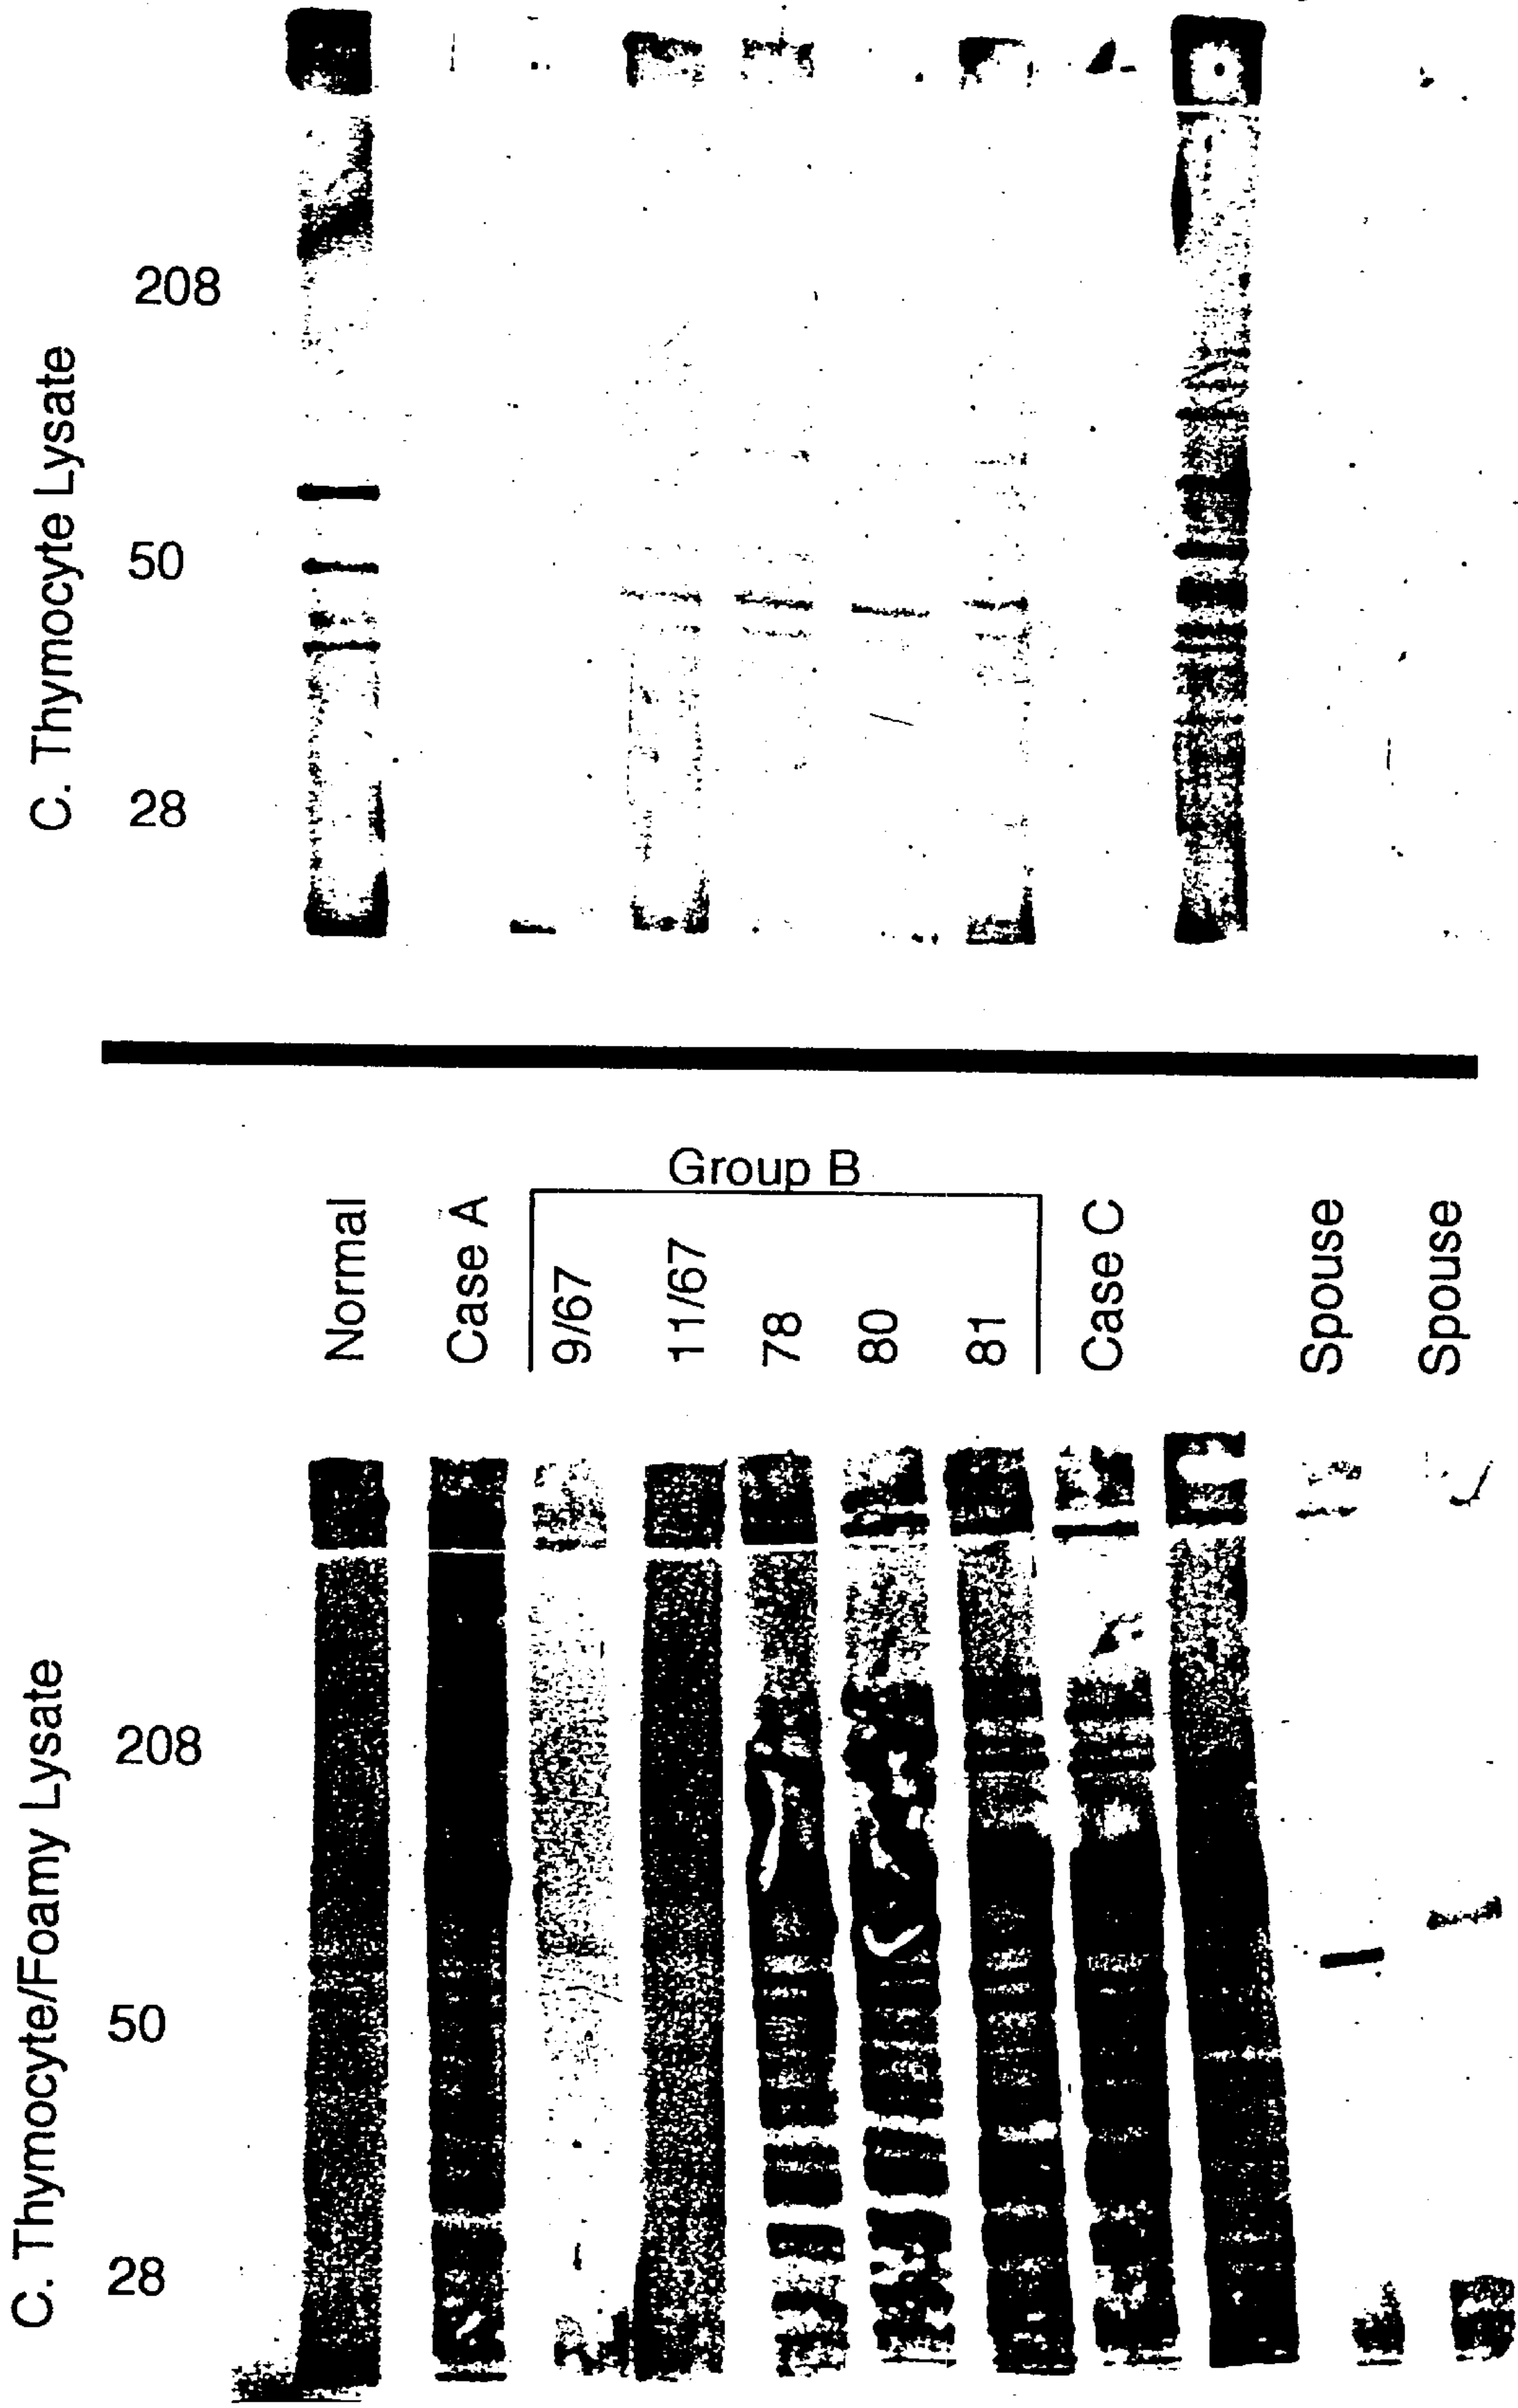 C. Thymocyte Lysate
208
50
28
Group B
Normal
Case A
9/67
11/67
78
80
81
Case C
Spouse
Spouse
C. Thymocyte/Foamy Lysate
208
50
28